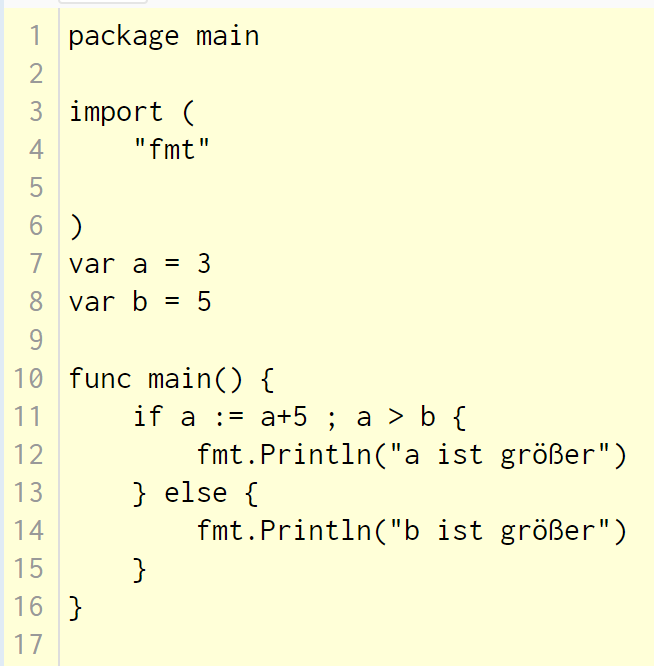 1 package main
2
3 import (
4     "fmt"
5
6 )
7 var a = 3
8 var b = 5
9
10 func main() {
11     if a := a+5 ; a > b {
12         fmt.Println("a ist größer")
13     } else {
14         fmt.Println("b ist größer")
15     }
16 }
17